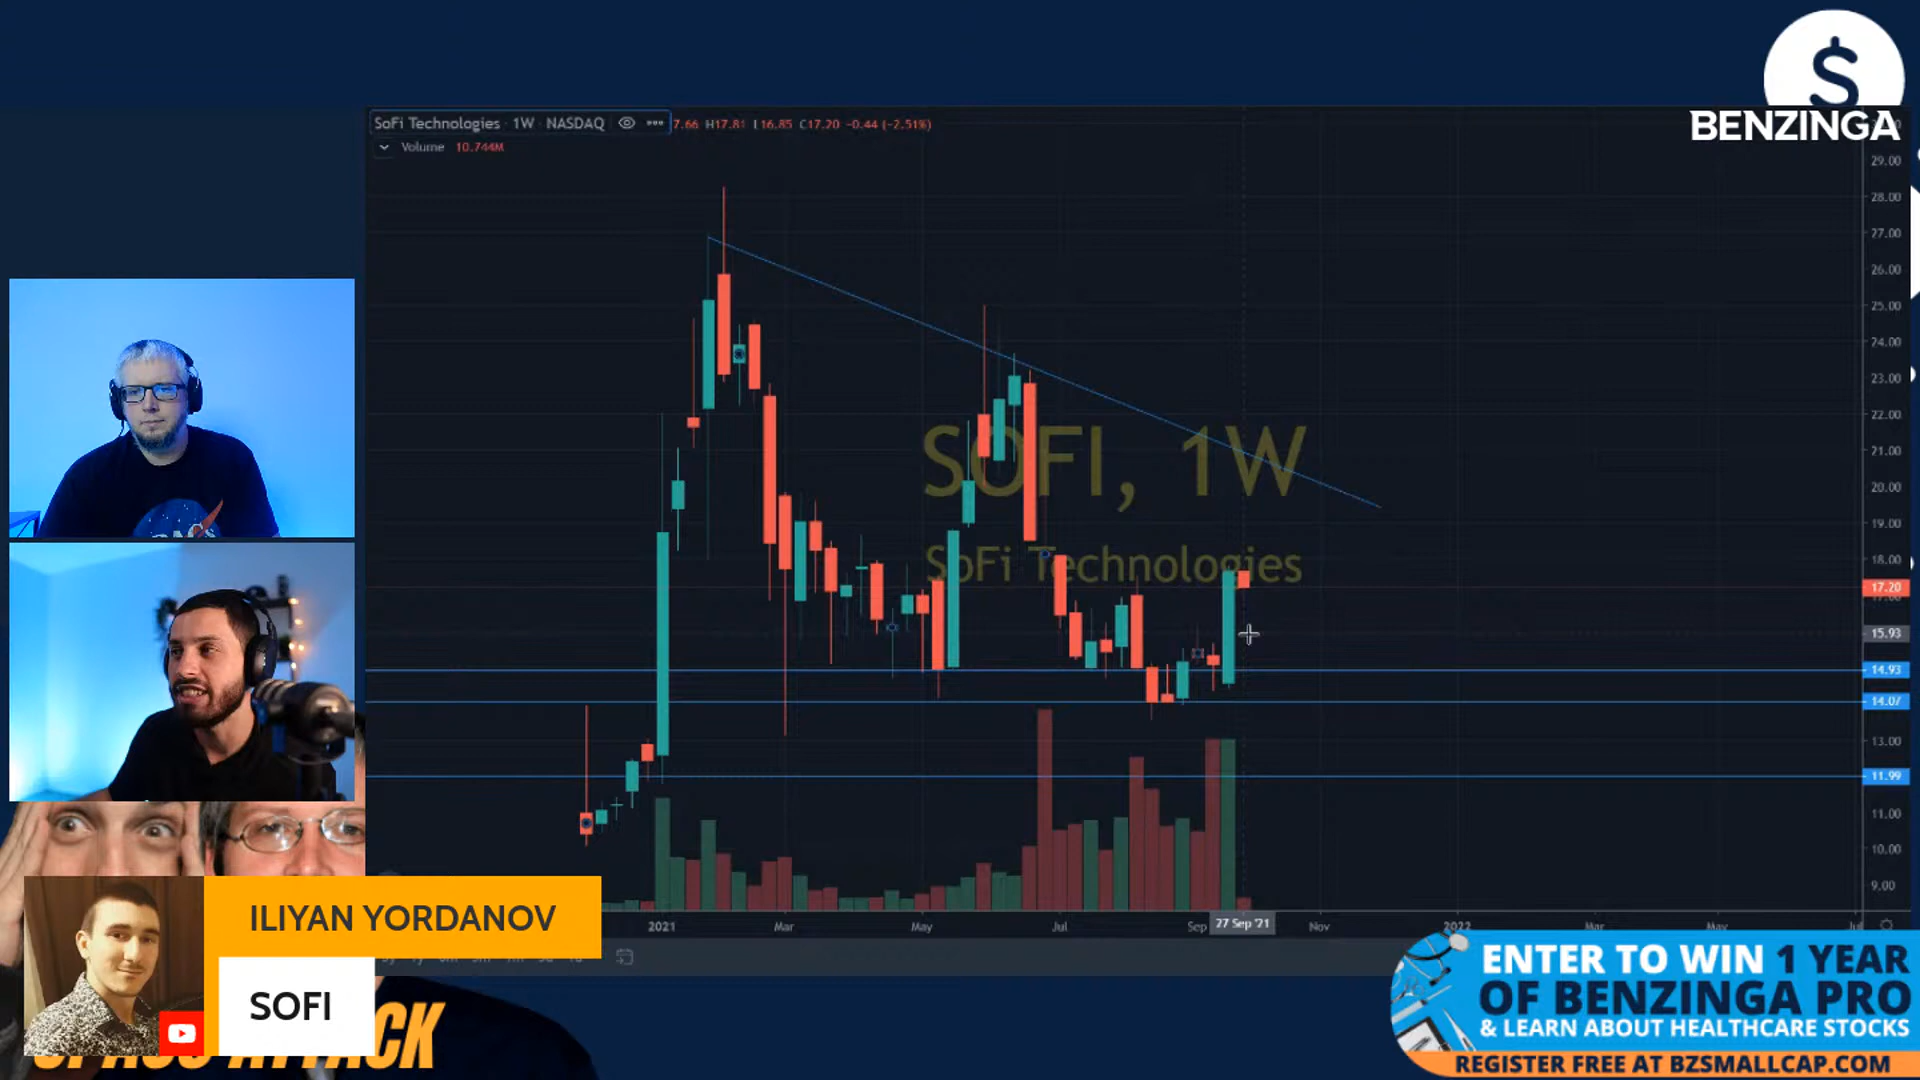 BENZINGA
SoFi Technologies · 1W · NASDAQ 7.66 H17.81 L16.85 C17.20 -0.44 (-2.51%)
Volume 10.744M
29.00
28.00
27.00
26.00
25.00
24.00
23.00
22.00
21.00
20.00
19.00
18.00
17.20
15.93
14.93
14.07
13.00
11.99
11.00
10.00
9.00
SOFI, 1W
SoFi Technologies
2021 Mar May Jul Sep 27 Sep '21 Nov 2022 Mar May
ILIYAN YORDANOV
SOFI
ENTER TO WIN 1 YEAR
OF BENZINGA PRO
& LEARN ABOUT HEALTHCARE STOCKS
REGISTER FREE AT BZSMALLCAP.COM